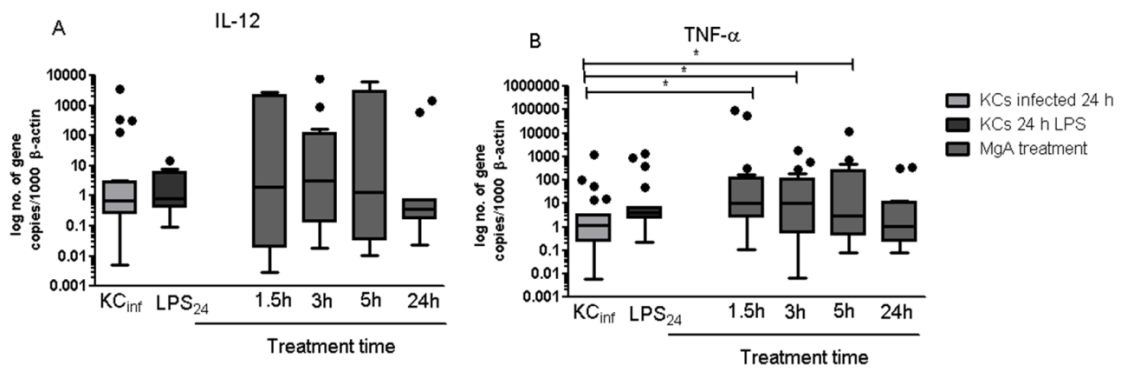 A
IL-12
log no. of gene
copies/1000 β-actin
10000
1000
100
10
1
0.1
0.01
0.001
KCinf
LPS24
1.5h
3h
5h
24h
Treatment time
B
TNF-α
*
*
*
log no. of gene
copies/1000 β-actin
1000000
100000
10000
1000
100
10
1
0.1
0.01
0.001
KCinf
LPS24
1.5h
3h
5h
24h
Treatment time
KCs infected 24 h
KCs 24 h LPS
MgA treatment